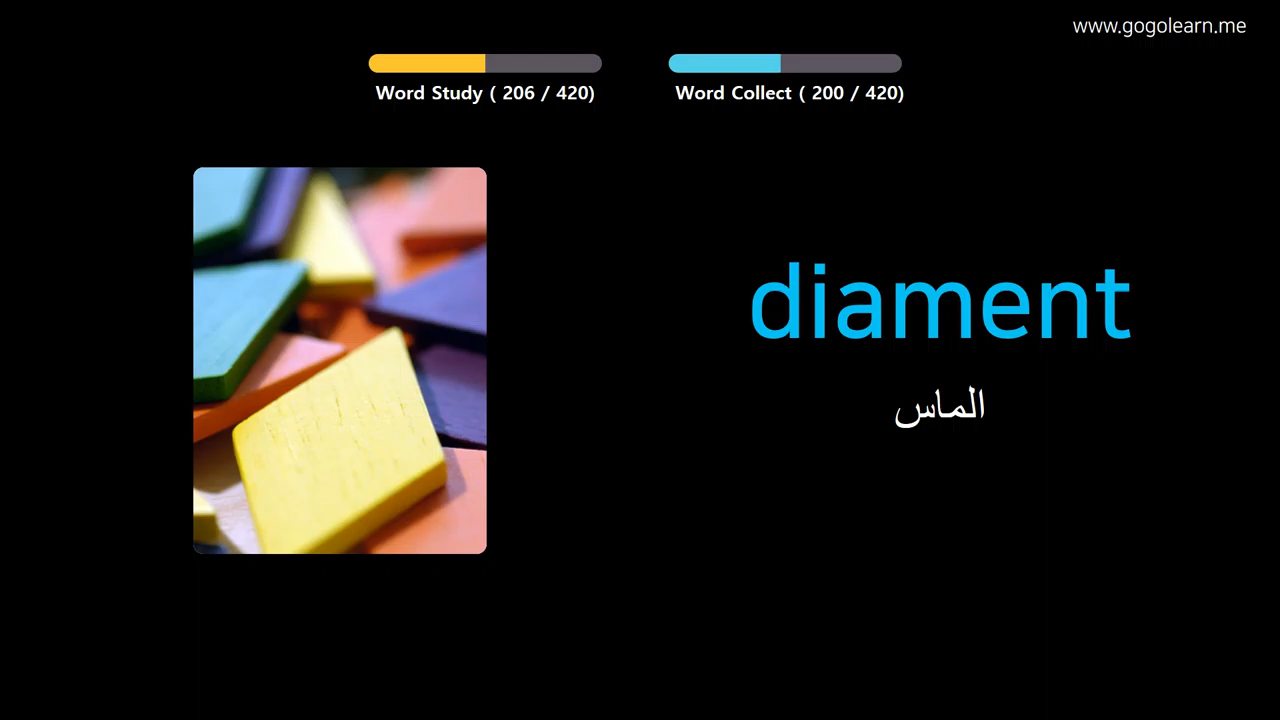 www.gogolearn.me
Word Study ( 206 / 420)
Word Collect ( 200 / 420)
diament
الماس